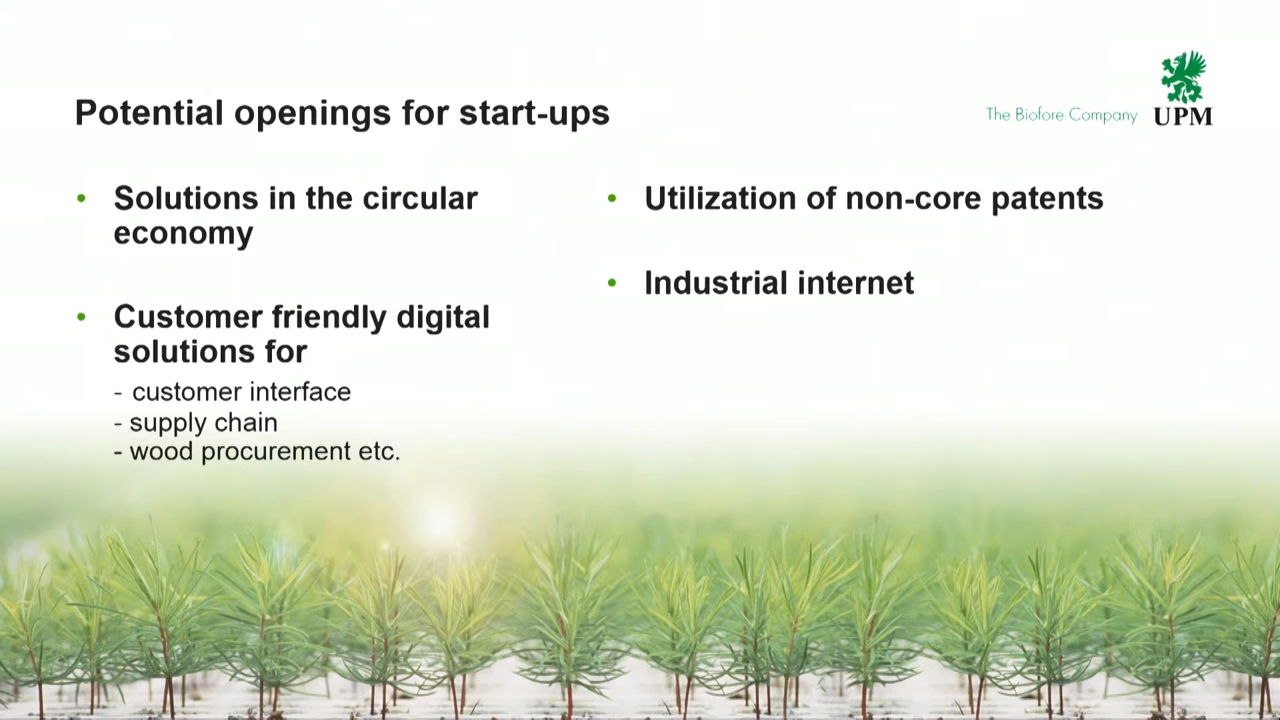 Potential openings for start-ups
The Biofore Company
UPM
• Solutions in the circular
economy
• Customer friendly digital
solutions for
- customer interface
- supply chain
- wood procurement etc.
• Utilization of non-core patents
• Industrial internet